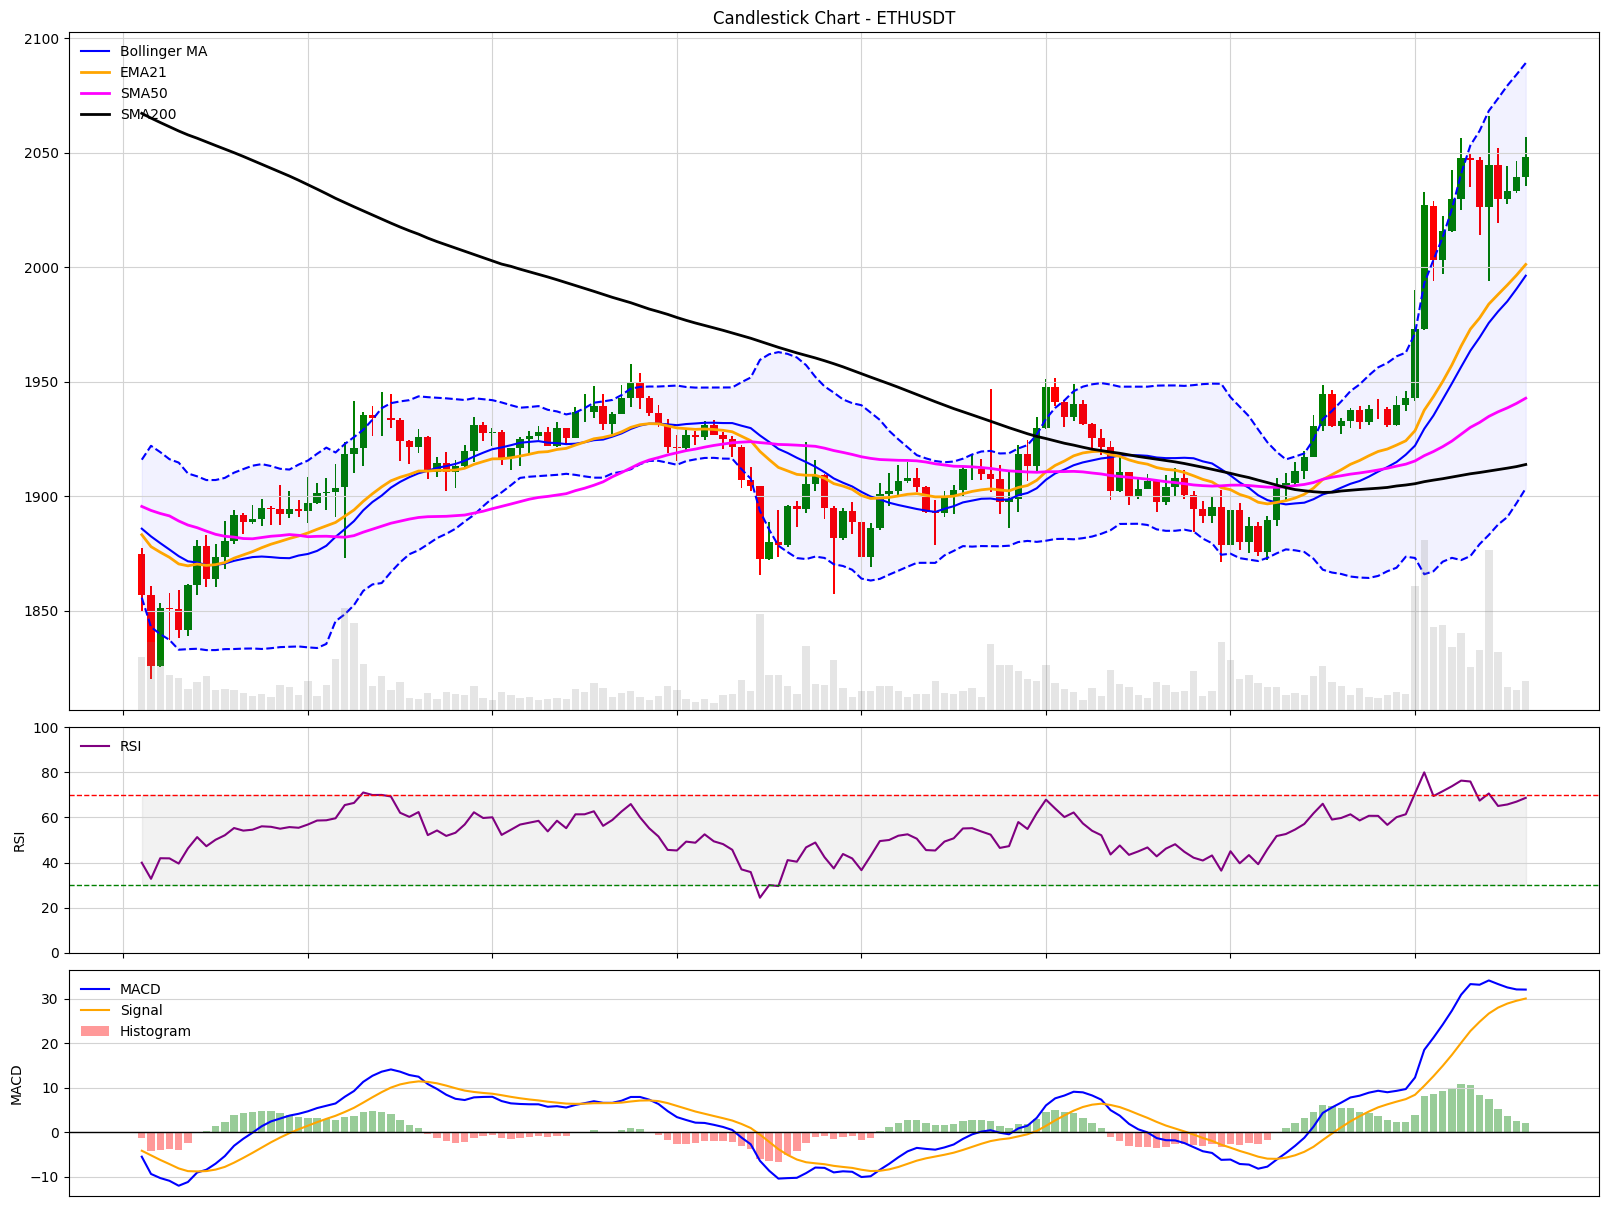 Candlestick Chart - ETHUSDT
2100
2050
2000
1950
1900
1850
Bollinger MA
EMA21
SMA50
SMA200
100
80
60
40
20
0
RSI
RSI
30
20
10
0
−10
MACD
MACD
Signal
Histogram